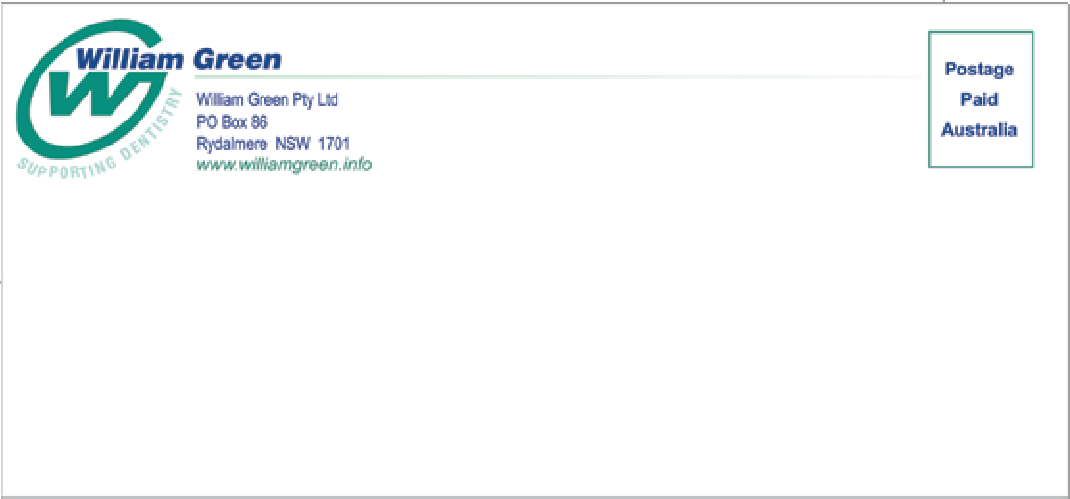 William Green
SUPPORTING DENTISTRY
William Green Pty Ltd
PO Box 86
Rydalmere NSW 1701
www.williamgreen.info
Postage
Paid
Australia